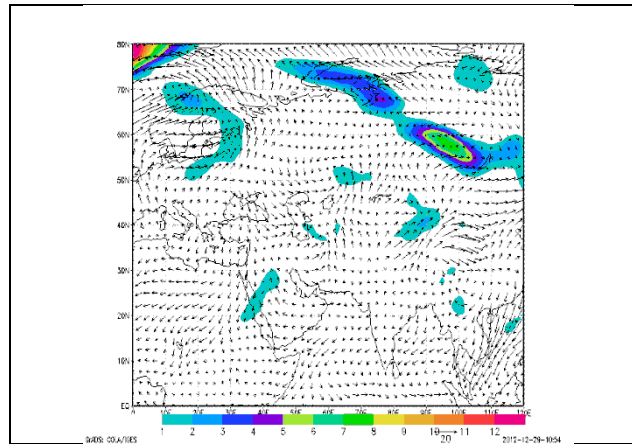 80N
70N
60N
50N
40N
30N
20N
10N
EQ
0 10E 20E 30E 40E 50E 60E 70E 80E 90E 100E 110E 120E
1 2 3 4 5 6 7 8 9 10 11 12
20
GrADS: COLA/IGES 2012-12-29-10:54